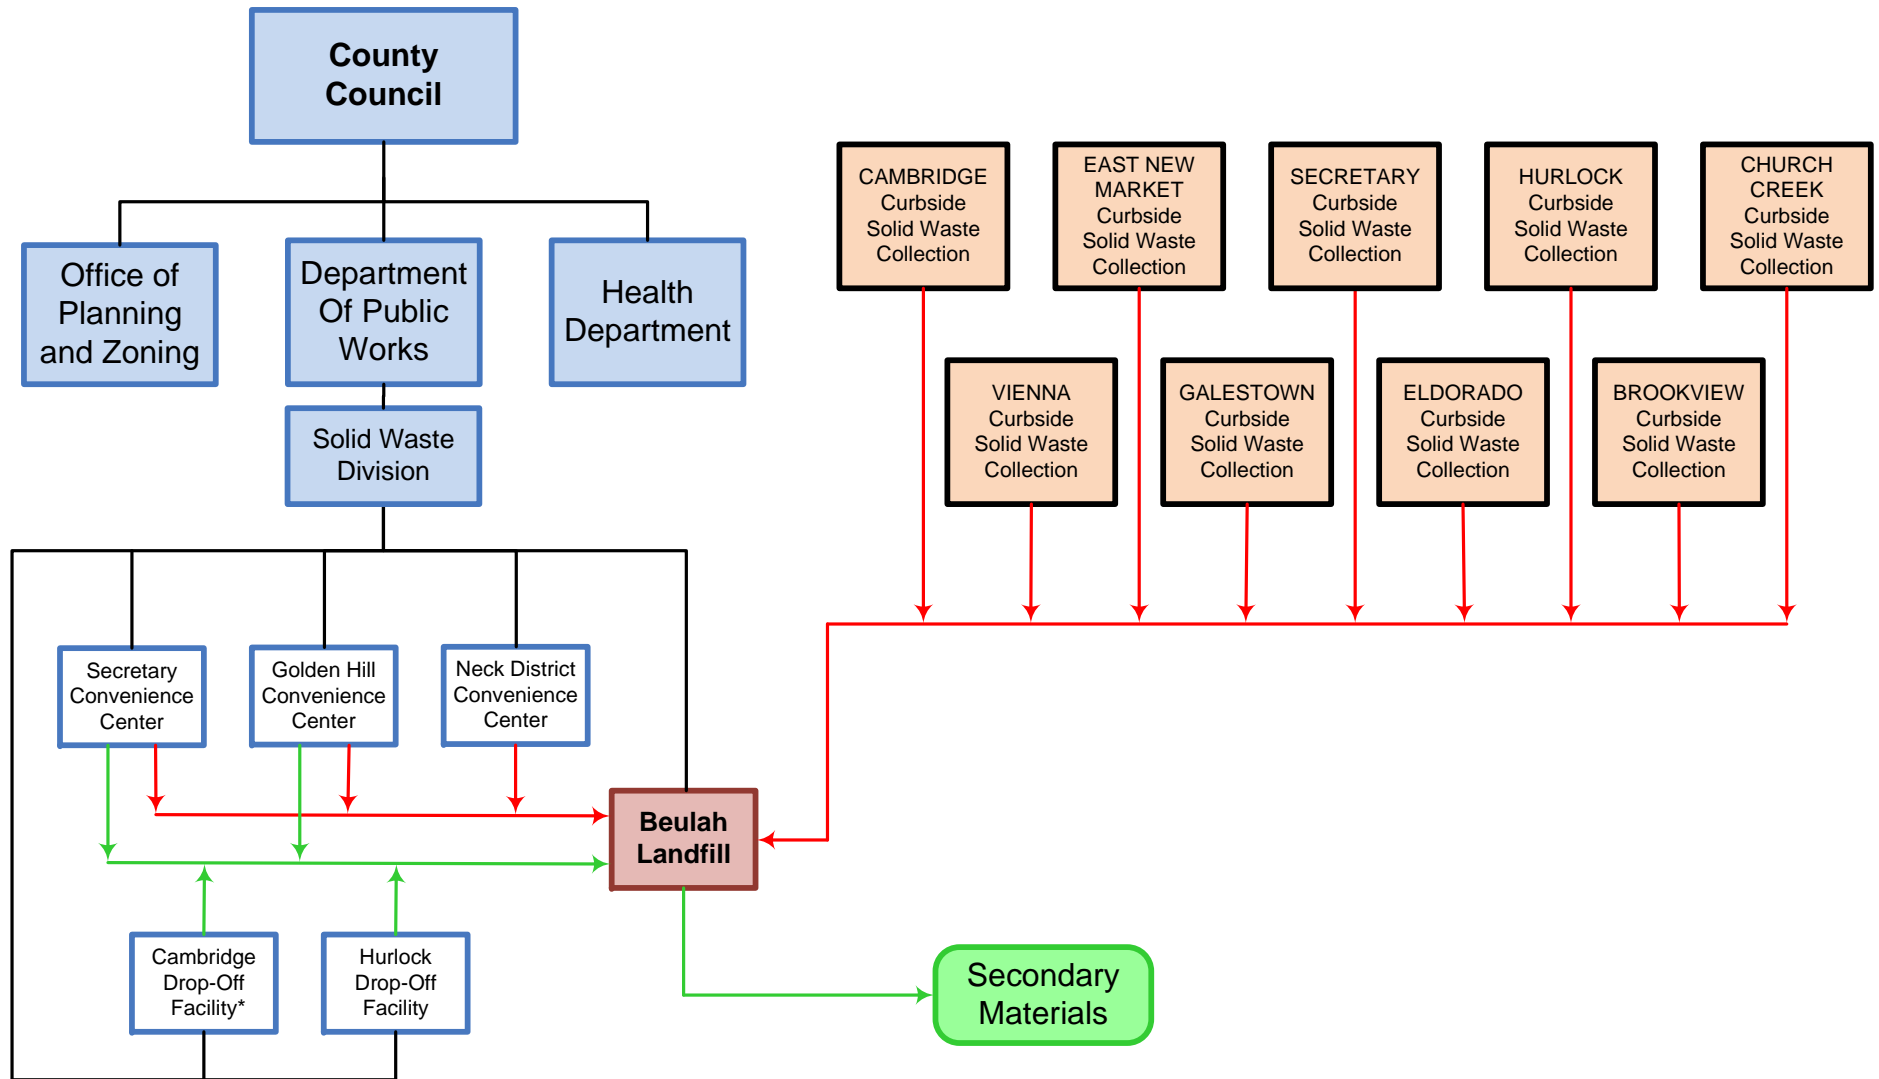 County
Council
Office of
Planning
and Zoning
Department
Of Public
Works
Health
Department
Solid Waste
Division
CAMBRIDGE
Curbside
Solid Waste
Collection
EAST NEW
MARKET
Curbside
Solid Waste
Collection
SECRETARY
Curbside
Solid Waste
Collection
HURLOCK
Curbside
Solid Waste
Collection
CHURCH
CREEK
Curbside
Solid Waste
Collection
VIENNA
Curbside
Solid Waste
Collection
GALESTOWN
Curbside
Solid Waste
Collection
ELDORADO
Curbside
Solid Waste
Collection
BROOKVIEW
Curbside
Solid Waste
Collection
Secretary
Convenience
Center
Golden Hill
Convenience
Center
Neck District
Convenience
Center
Beulah
Landfill
Cambridge
Drop-Off
Facility*
Hurlock
Drop-Off
Facility
Secondary
Materials